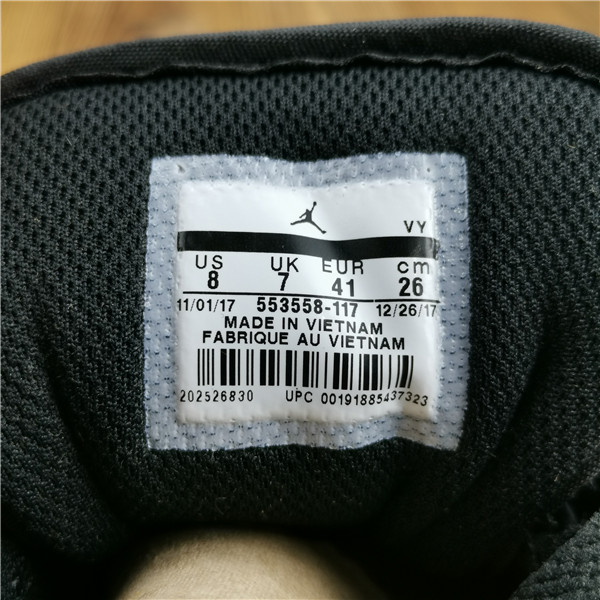 VY
US UK EUR cm
8 7 41 26
11/01/17 553558-117 12/26/17
MADE IN VIETNAM
FABRIQUE AU VIETNAM
202526830 UPC 00191885437323